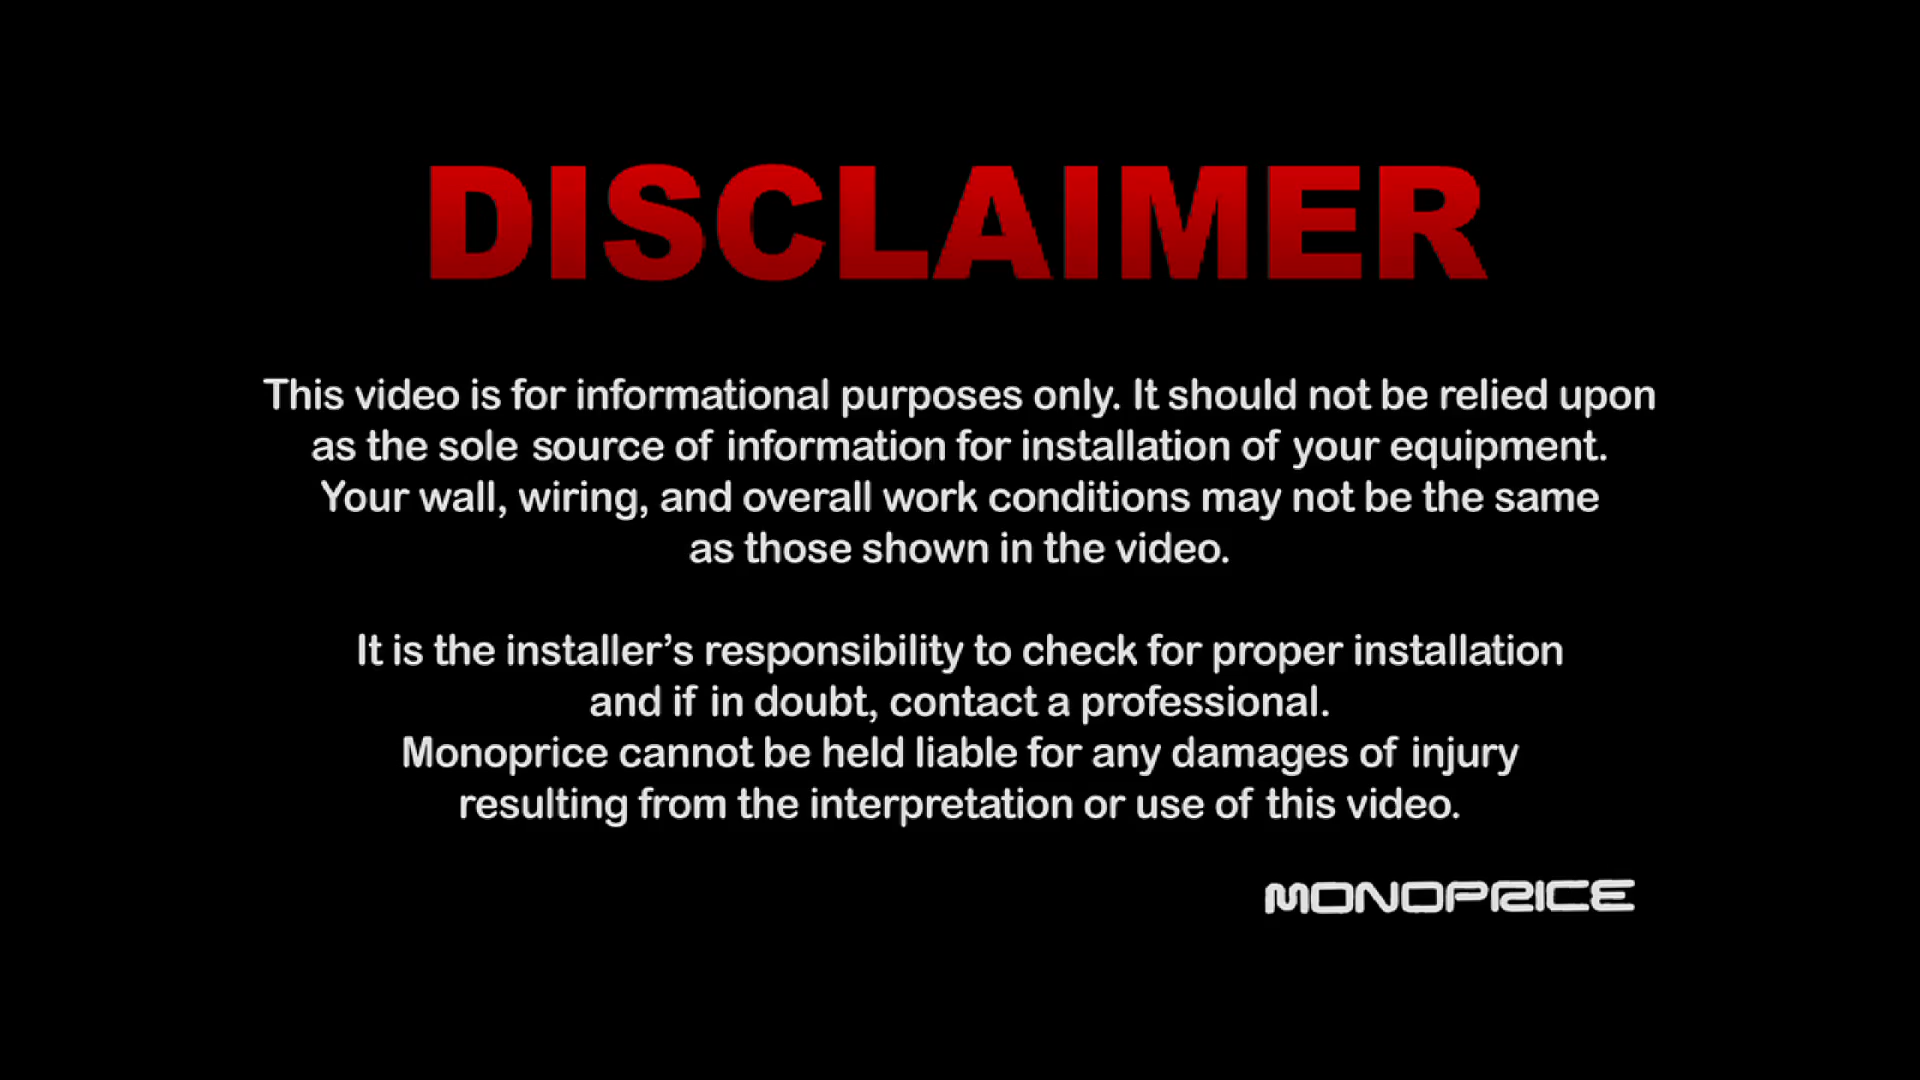 DISCLAIMER
This video is for informational purposes only. It should not be relied upon
as the sole source of information for installation of your equipment.
Your wall, wiring, and overall work conditions may not be the same
as those shown in the video.
It is the installer’s responsibility to check for proper installation
and if in doubt, contact a professional.
Monoprice cannot be held liable for any damages of injury
resulting from the interpretation or use of this video.
MONOPRICE